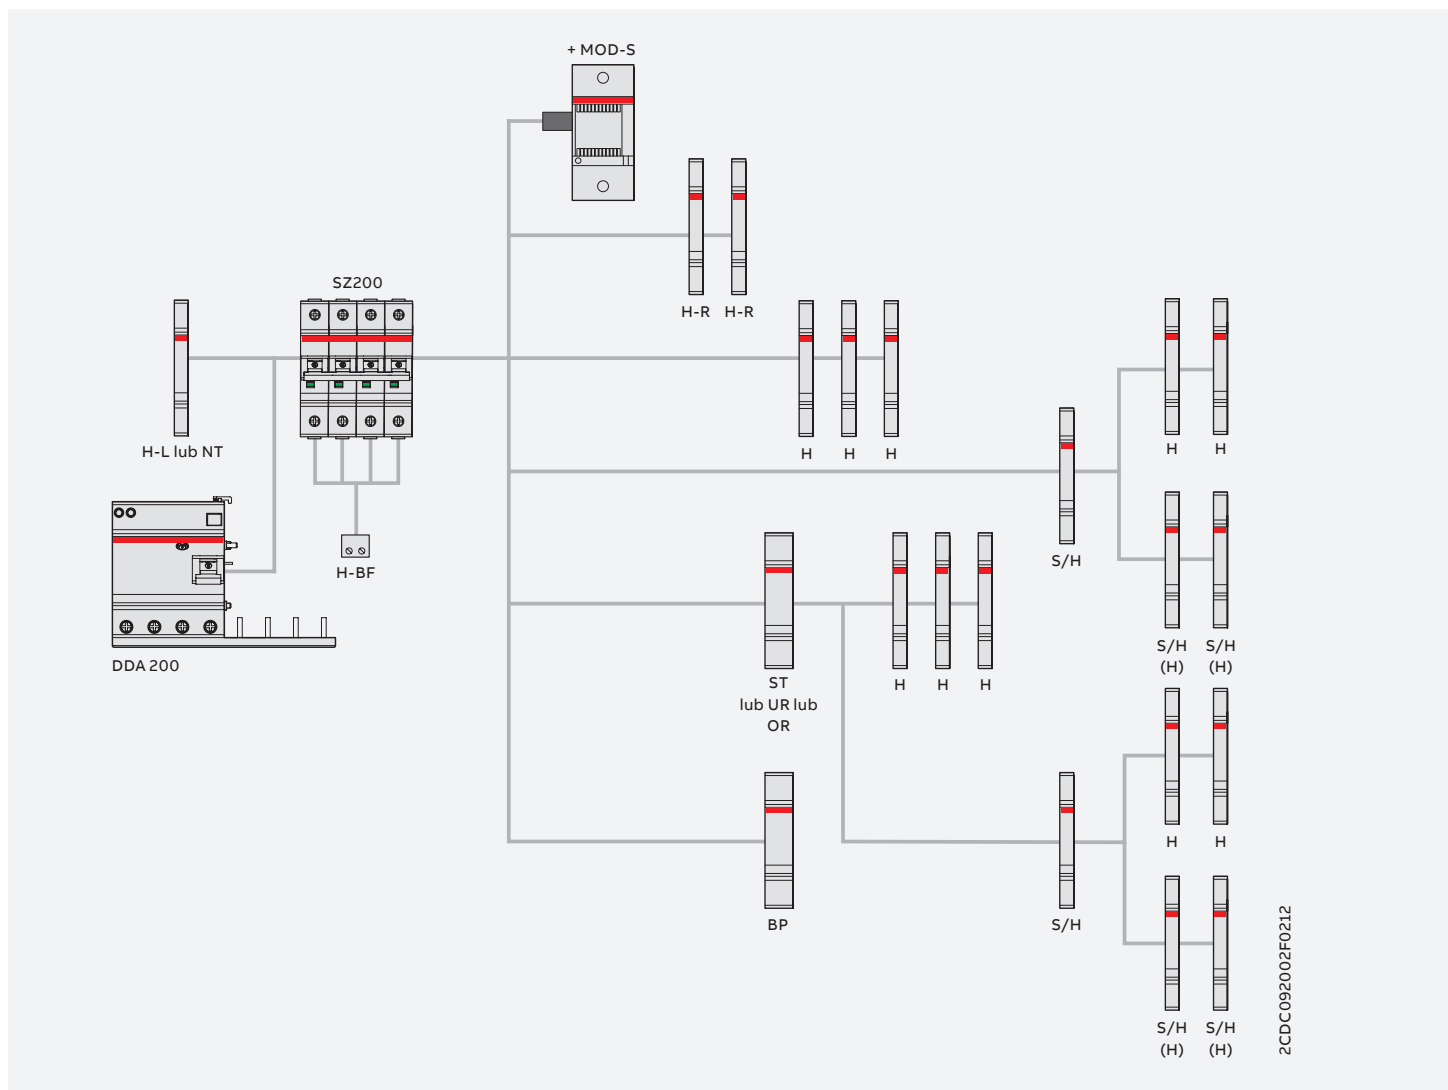 + MOD-S
H-R H-R
SZ200
H-L lub NT
H H H
H H
H-BF
S/H
DDA 200
S/H S/H
(H) (H)
ST
lub UR lub
OR
H H H
H H
BP
S/H
S/H S/H
(H) (H)
2CDC092002F0212